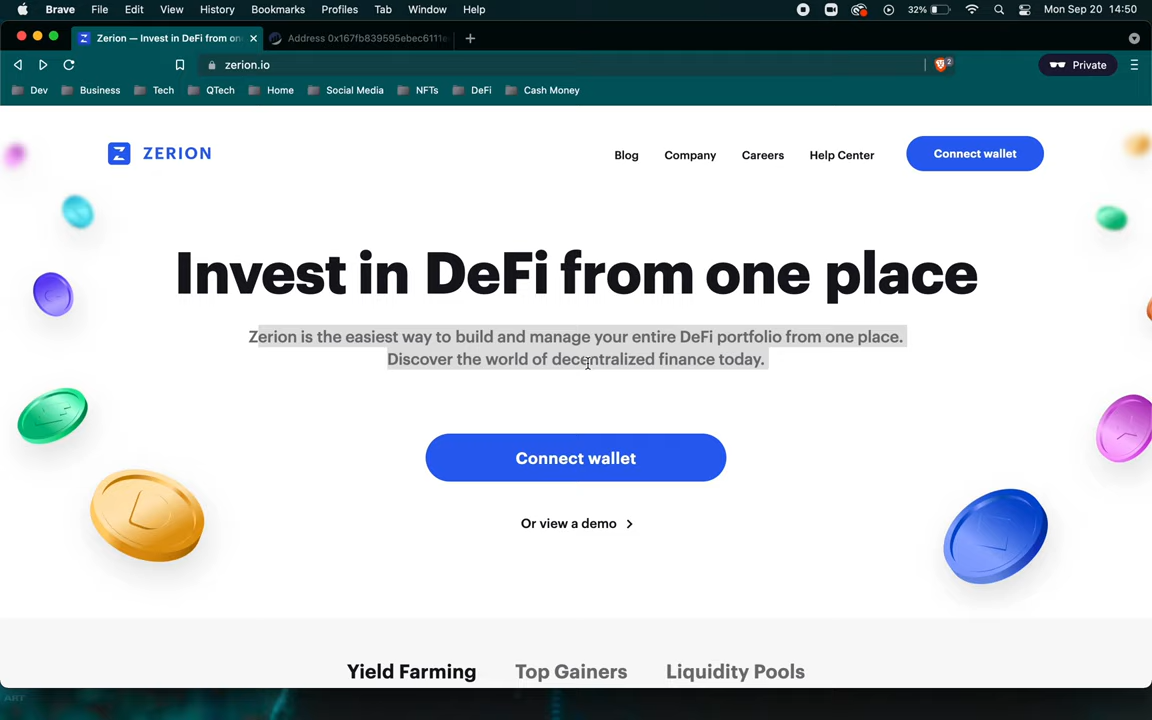 Brave File Edit View History Bookmarks Profiles Tab Window Help 32% Mon Sep 20 14:50
Zerion — Invest in DeFi from on Address 0x167fb839595ebec6111e
zerion.io 2 Private
Dev Business Tech QTech Home Social Media NFTs DeFi Cash Money
ZERION Blog Company Careers Help Center Connect wallet
Invest in DeFi from one place
Zerion is the easiest way to build and manage your entire DeFi portfolio from one place.
Discover the world of decentralized finance today.
Connect wallet
Or view a demo
Yield Farming Top Gainers Liquidity Pools
ART